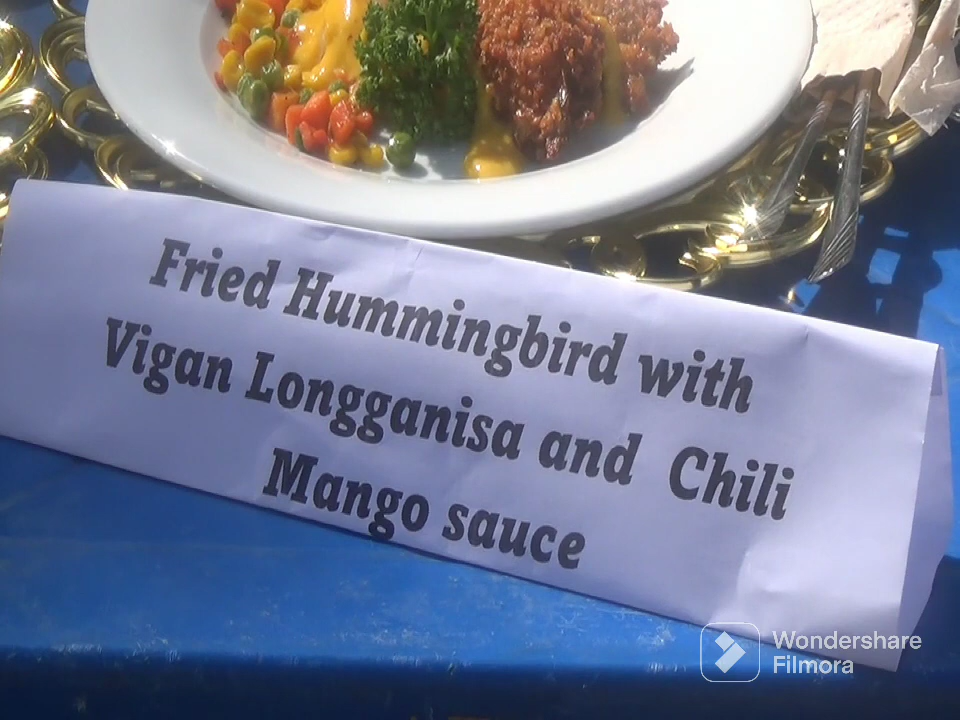 Fried Hummingbird with
Vigan Longganisa and Chili
Mango sauce
Wondershare
Filmora